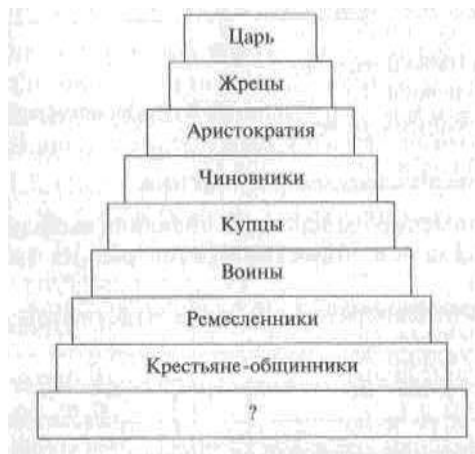 Царь
Жрецы
Аристократия
Чиновники
Купцы
Воины
Ремесленники
Крестьяне-общинники
?